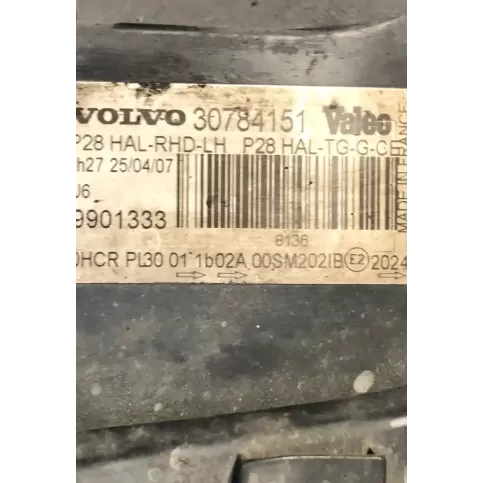 VOLVO 30784151 Valeo
P28 HAL-RHD-LH P28 HAL-TG-G-CH
h27 25/04/07
J6
9901333
8136
0HCR PL30 01 1b02A 00SM202IB E2 2024
MADE IN FRANCE